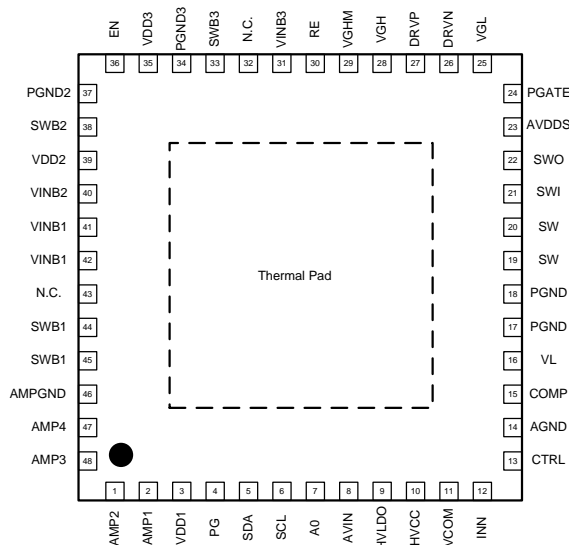 EN
VDD3
PGND3
SWB3
N.C.
VINB3
RE
VGHM
VGH
DRVP
DRVN
VGL
36
35
34
33
32
31
30
29
28
27
26
25
PGND2 37
SWB2 38
VDD2 39
VINB2 40
VINB1 41
VINB1 42
N.C. 43
SWB1 44
SWB1 45
AMPGND 46
AMP4 47
AMP3 48
Thermal Pad
24 PGATE
23 AVDDS
22 SWO
21 SWI
20 SW
19 SW
18 PGND
17 PGND
16 VL
15 COMP
14 AGND
13 CTRL
1
2
3
4
5
6
7
8
9
10
11
12
AMP2
AMP1
VDD1
PG
SDA
SCL
A0
AVIN
HVLDO
HVCC
VCOM
INN